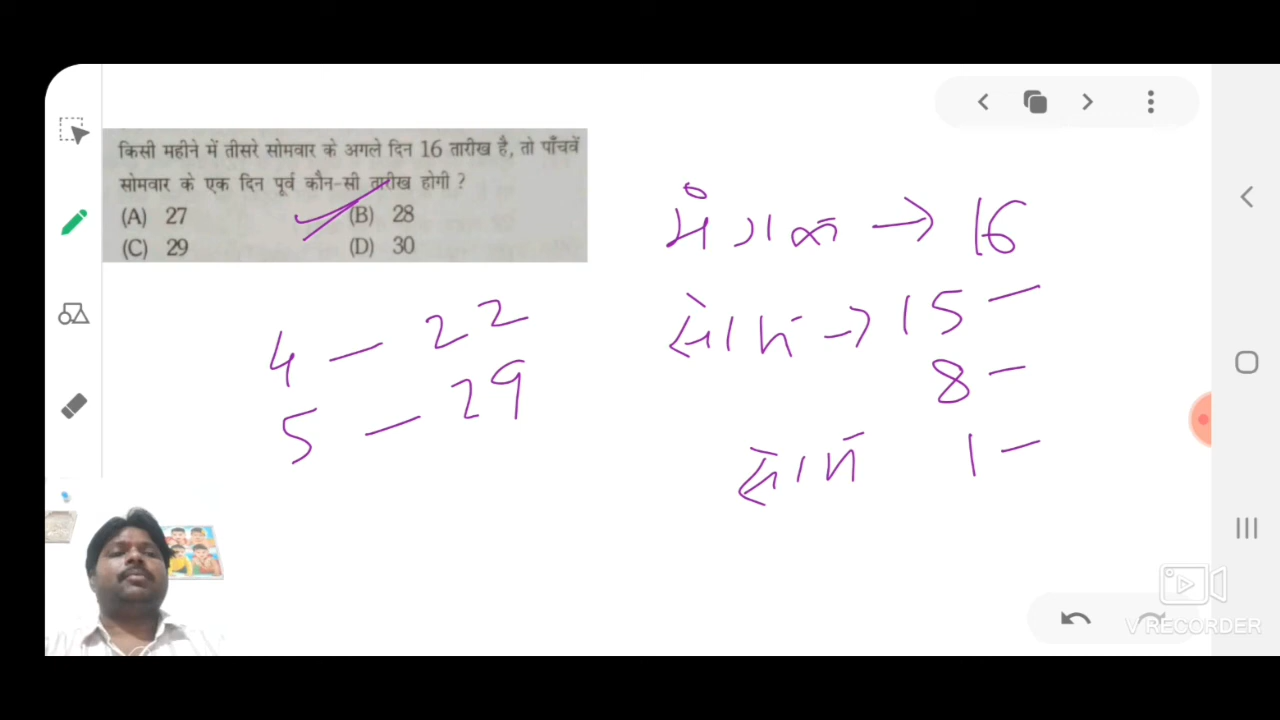 किसी महीने में तीसरे सोमवार के अगले दिन 16 तारीख है, तो पाँचवें
सोमवार के एक दिन पूर्व कौन-सी तारीख होगी ?
(A) 27 (B) 28
(C) 29 (D) 30
मंगल → 16
सोम → 15 —
8 —
सोम 1 —
4 — 22
5 — 29
V RECORDER